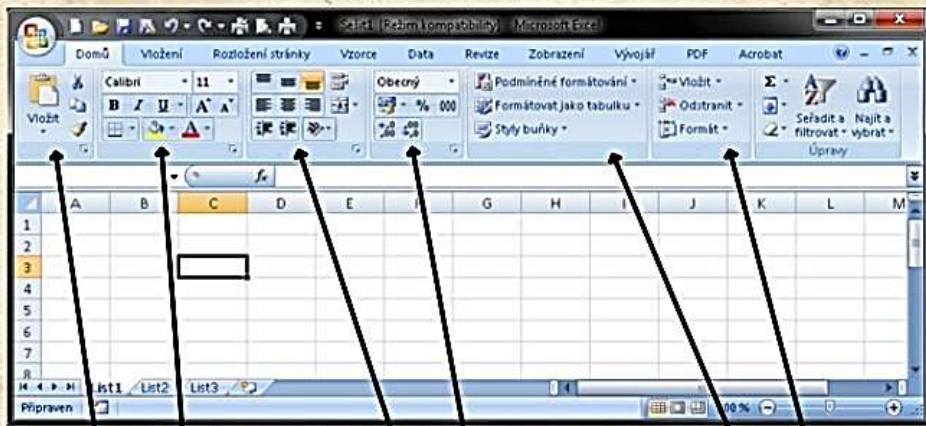 Sešit1 [Režim kompatibility] - Microsoft Excel
Domů Vložení Rozložení stránky Vzorce Data Revize Zobrazení Vývojář PDF Acrobat
Vložit
Calibri 11
B I U A A
A
Obecný
% 000
Podmíněné formátování
Formátovat jako tabulku
Styly buňky
Vložit
Odstranit
Formát
Σ
Seřadit a filtrovat
Najít a vybrat
Úpravy
fx
A B C D E F G H I J K L M
1
2
3
4
5
6
7
8
List1 List2 List3
Připraven
100 %